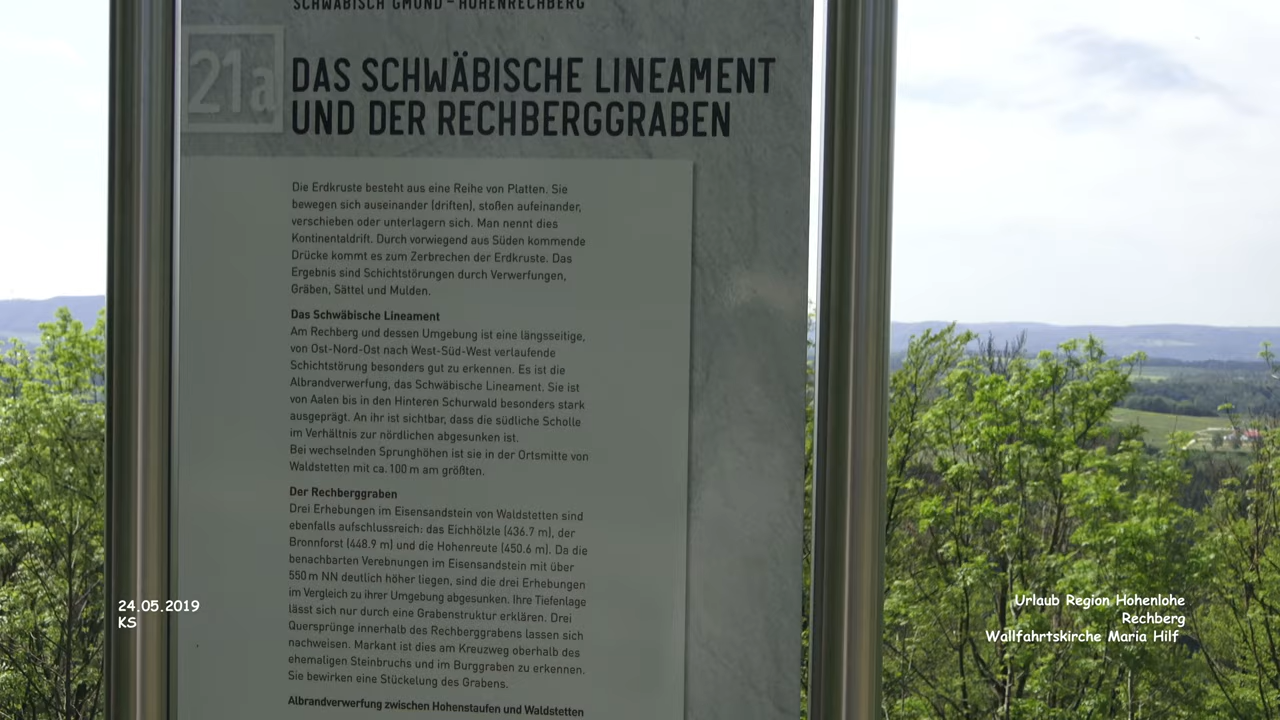 SCHWÄBISCH GMÜND – HOHENRECHBERG
21a
DAS SCHWÄBISCHE LINEAMENT
UND DER RECHBERGGRABEN
Die Erdkruste besteht aus eine Reihe von Platten. Sie
bewegen sich auseinander (driften), stoßen aufeinander,
verschieben oder unterlagern sich. Man nennt dies
Kontinentaldrift. Durch vorwiegend aus Süden kommende
Drücke kommt es zum Zerbrechen der Erdkruste. Das
Ergebnis sind Schichtstörungen durch Verwerfungen,
Gräben, Sättel und Mulden.
Das Schwäbische Lineament
Am Rechberg und dessen Umgebung ist eine längsseitige,
von Ost-Nord-Ost nach West-Süd-West verlaufende
Schichtstörung besonders gut zu erkennen. Es ist die
Albrandverwerfung, das Schwäbische Lineament. Sie ist
von Aalen bis in den Hinteren Schurwald besonders stark
ausgeprägt. An ihr ist sichtbar, dass die südliche Scholle
im Verhältnis zur nördlichen abgesunken ist.
Bei wechselnden Sprunghöhen ist sie in der Ortsmitte von
Waldstetten mit ca. 100 m am größten.
Der Rechberggraben
Drei Erhebungen im Eisensandstein von Waldstetten sind
ebenfalls aufschlussreich: das Eichhölzle (436.7 m), der
Bronnforst (448.9 m) und die Hohenreute (450.6 m). Da die
benachbarten Verebnungen im Eisensandstein mit über
550 m NN deutlich höher liegen, sind die drei Erhebungen
im Vergleich zu ihrer Umgebung abgesunken. Ihre Tiefenlage
lässt sich nur durch eine Grabenstruktur erklären. Drei
Quersprünge innerhalb des Rechberggrabens lassen sich
nachweisen. Markant ist dies am Kreuzweg oberhalb des
ehemaligen Steinbruchs und im Burggraben zu erkennen.
Sie bewirken eine Stückelung des Grabens.
Albrandverwerfung zwischen Hohenstaufen und Waldstetten
24.05.2019
KS
Urlaub Region Hohenlohe
Rechberg
Wallfahrtskirche Maria Hilf